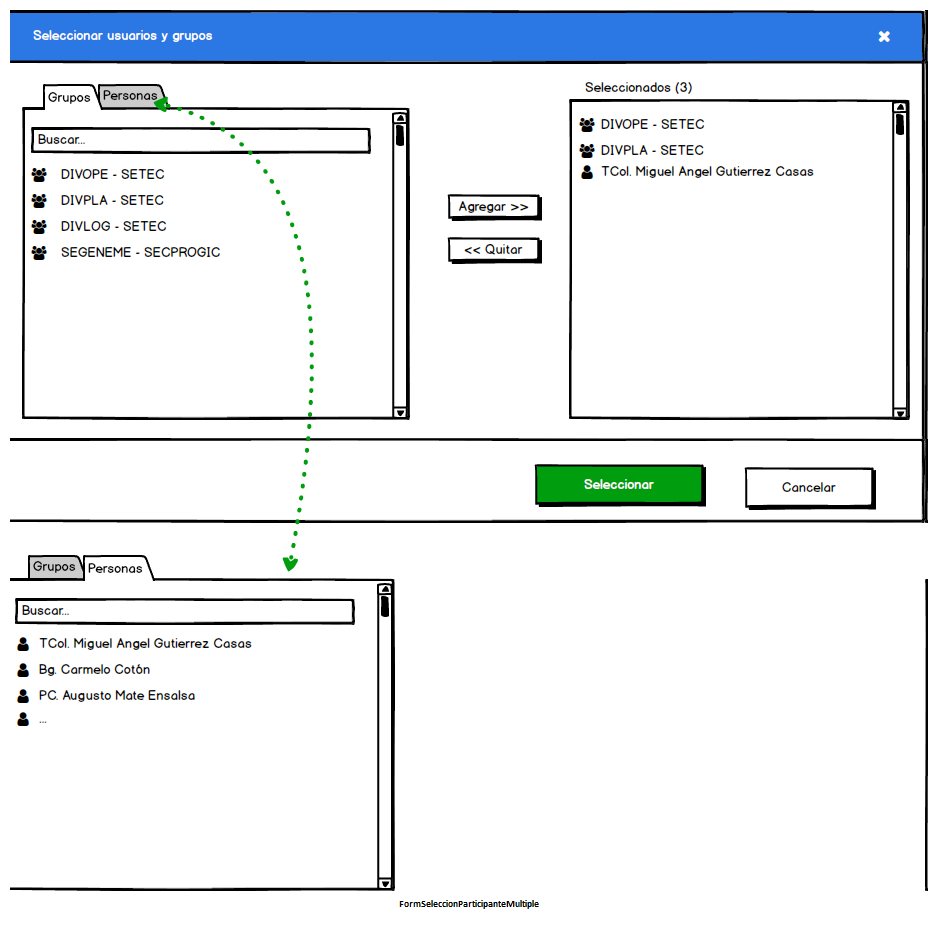 Seleccionar usuarios y grupos
Grupos
Personas
Buscar...
DIVOPE - SETEC
DIVPLA - SETEC
DIVLOG - SETEC
SEGENEME - SECPROGIC
Agregar >>
<< Quitar
Seleccionados (3)
DIVOPE - SETEC
DIVPLA - SETEC
TCol. Miguel Angel Gutierrez Casas
Seleccionar
Cancelar
Grupos
Personas
Buscar...
TCol. Miguel Angel Gutierrez Casas
Bg. Carmelo Cotón
PC. Augusto Mate Ensalsa
...
FormSeleccionParticipanteMultiple